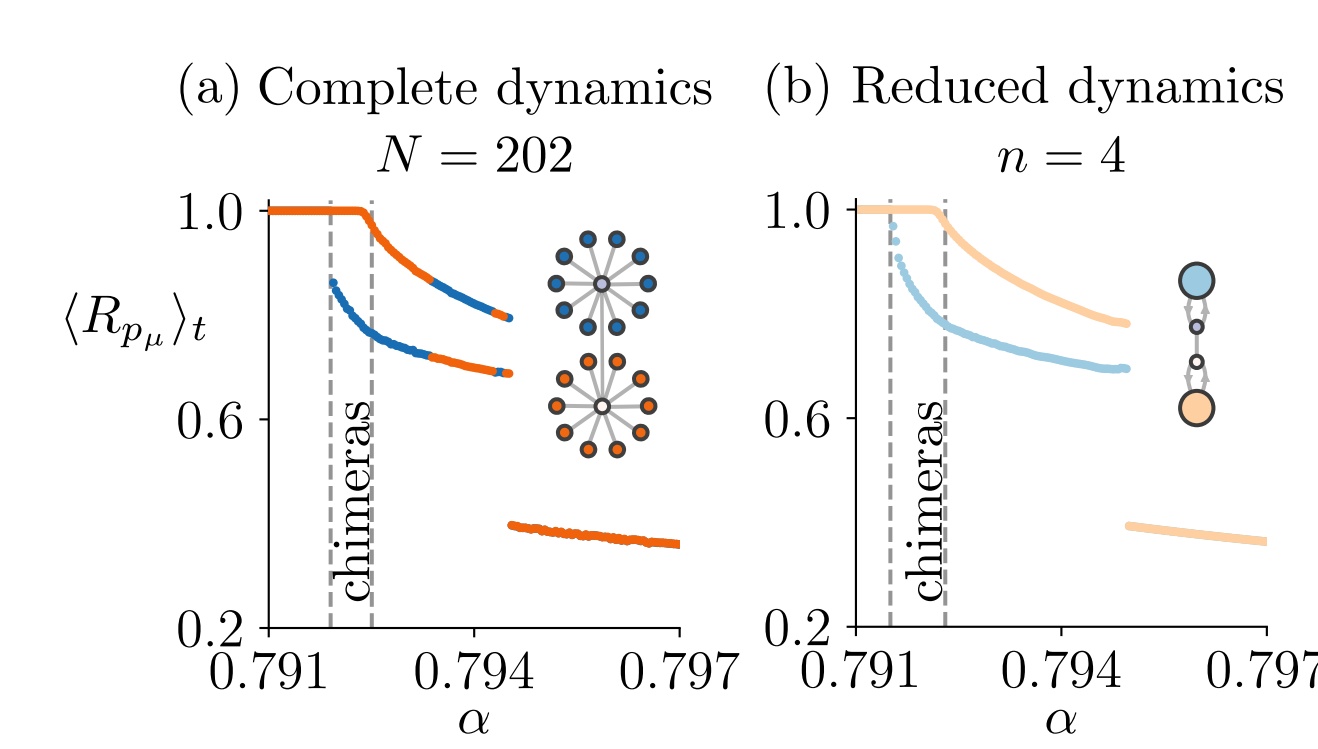 (a) Complete dynamics
N = 202
⟨R_{p_μ}⟩_t
1.0
0.6
0.2
chimeras
0.791 0.794 0.797
α
(b) Reduced dynamics
n = 4
1.0
0.6
0.2
chimeras
0.791 0.794 0.797
α